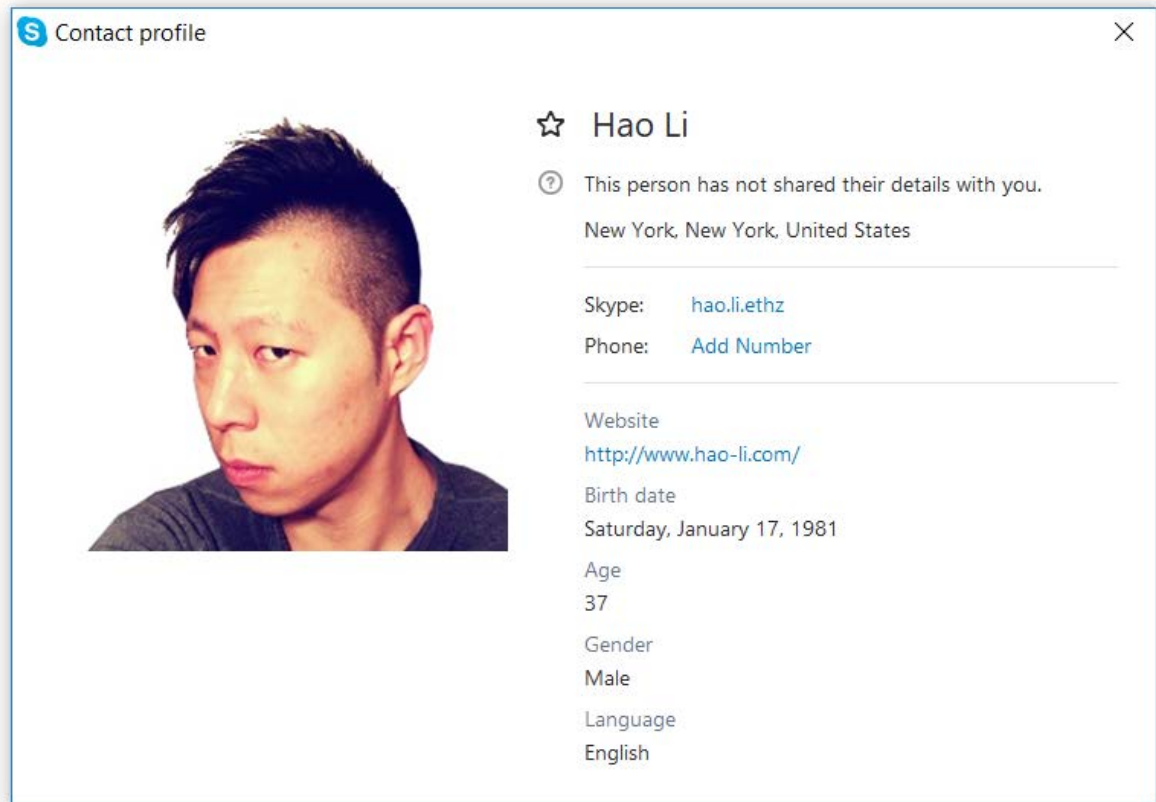 Contact profile
Hao Li
This person has not shared their details with you.
New York, New York, United States
Skype: hao.li.ethz
Phone: Add Number
Website
http://www.hao-li.com/
Birth date
Saturday, January 17, 1981
Age
37
Gender
Male
Language
English